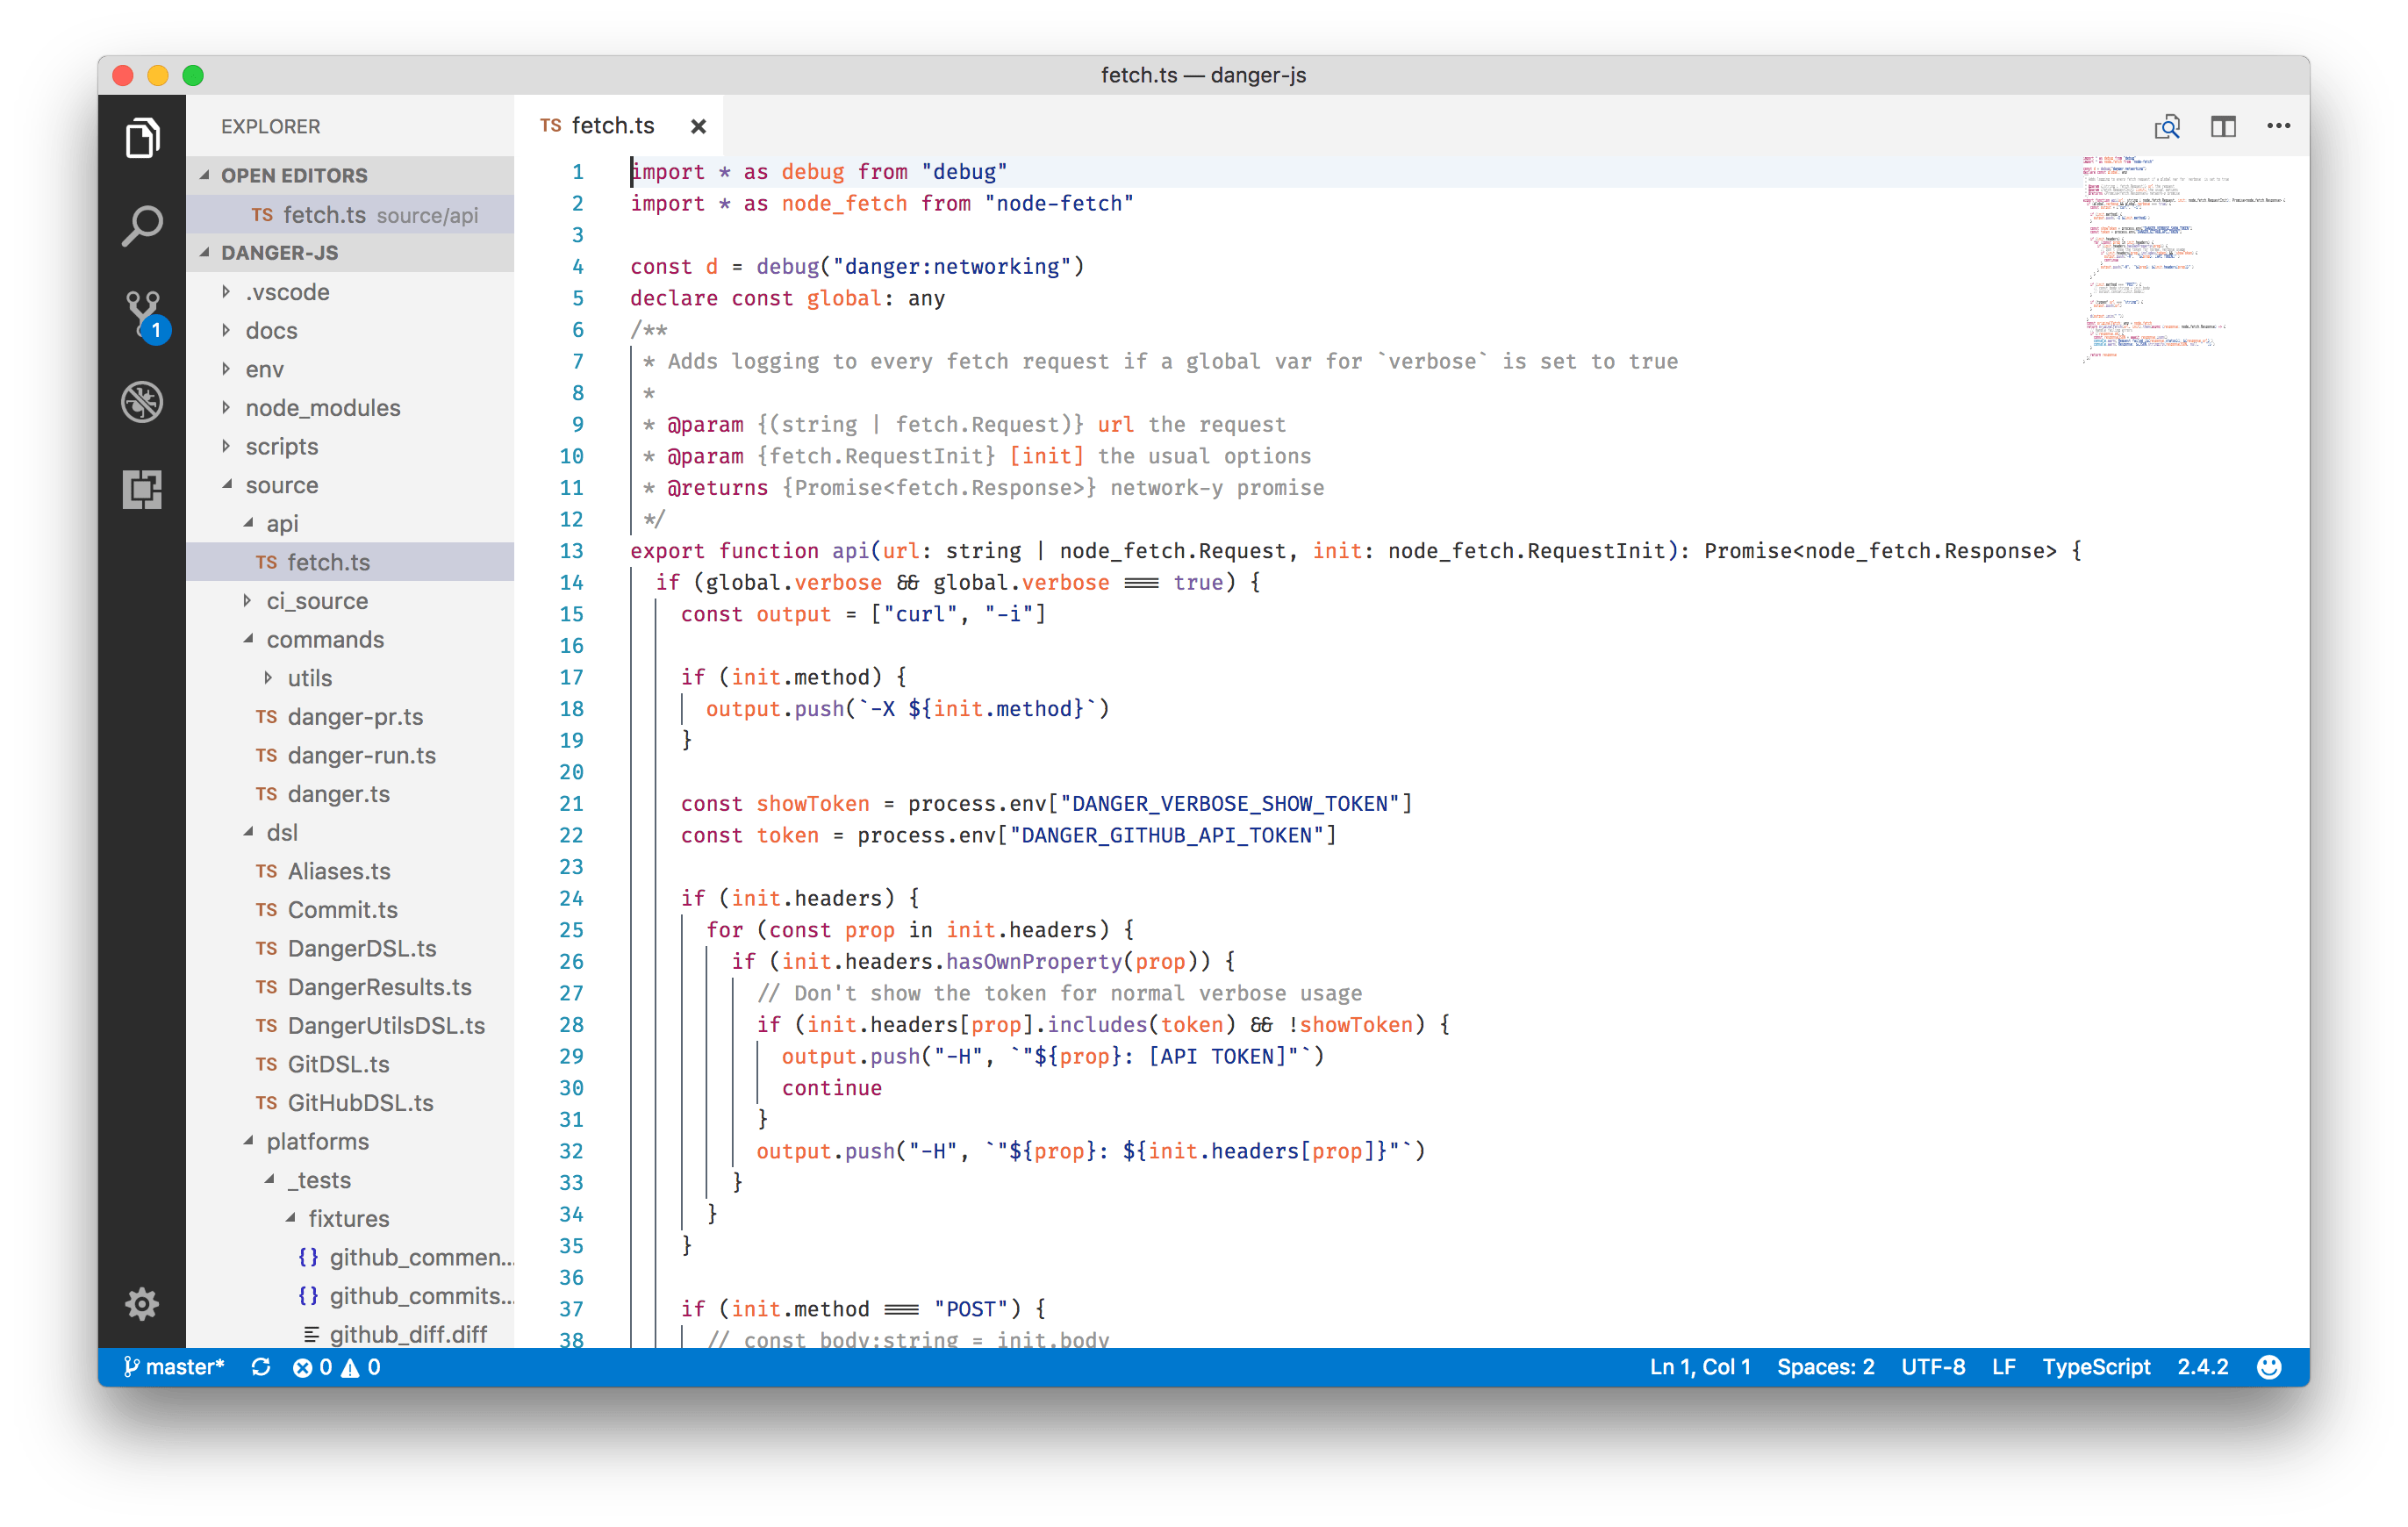 fetch.ts — danger-js
EXPLORER
OPEN EDITORS
TS fetch.ts source/api
DANGER-JS
.vscode
docs
env
node_modules
scripts
source
api
TS fetch.ts
ci_source
commands
utils
TS danger-pr.ts
TS danger-run.ts
TS danger.ts
dsl
TS Aliases.ts
TS Commit.ts
TS DangerDSL.ts
TS DangerResults.ts
TS DangerUtilsDSL.ts
TS GitDSL.ts
TS GitHubDSL.ts
platforms
_tests
fixtures
{} github_commen...
{} github_commits...
github_diff.diff
1
TS fetch.ts
1 import * as debug from "debug"
2 import * as node_fetch from "node-fetch"
3
4 const d = debug("danger:networking")
5 declare const global: any
6 /**
7 * Adds logging to every fetch request if a global var for `verbose` is set to true
8 *
9 * @param {(string | fetch.Request)} url the request
10 * @param {fetch.RequestInit} [init] the usual options
11 * @returns {Promise<fetch.Response>} network-y promise
12 */
13 export function api(url: string | node_fetch.Request, init: node_fetch.RequestInit): Promise<node_fetch.Response> {
14 if (global.verbose && global.verbose === true) {
15 const output = ["curl", "-i"]
16
17 if (init.method) {
18 output.push(`-X ${init.method}`)
19 }
20
21 const showToken = process.env["DANGER_VERBOSE_SHOW_TOKEN"]
22 const token = process.env["DANGER_GITHUB_API_TOKEN"]
23
24 if (init.headers) {
25 for (const prop in init.headers) {
26 if (init.headers.hasOwnProperty(prop)) {
27 // Don't show the token for normal verbose usage
28 if (init.headers[prop].includes(token) && !showToken) {
29 output.push("-H", `"${prop}: [API TOKEN]"`)
30 continue
31 }
32 output.push("-H", `"${prop}: ${init.headers[prop]}"`)
33 }
34 }
35 }
36
37 if (init.method === "POST") {
38 // const body:string = init.body
master* 0 0
Ln 1, Col 1 Spaces: 2 UTF-8 LF TypeScript 2.4.2